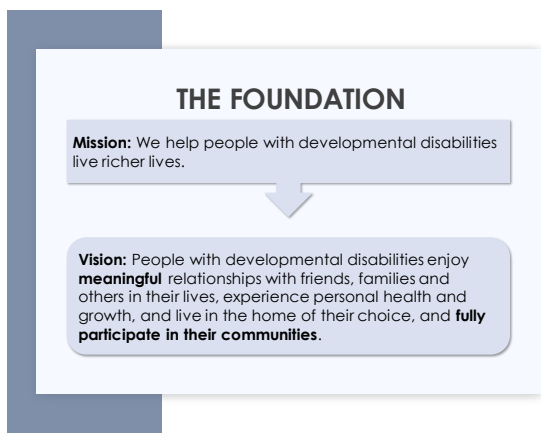 THE FOUNDATION
Mission: We help people with developmental disabilities
live richer lives.
Vision: People with developmental disabilities enjoy
meaningful relationships with friends, families and
others in their lives, experience personal health and
growth, and live in the home of their choice, and fully
participate in their communities.